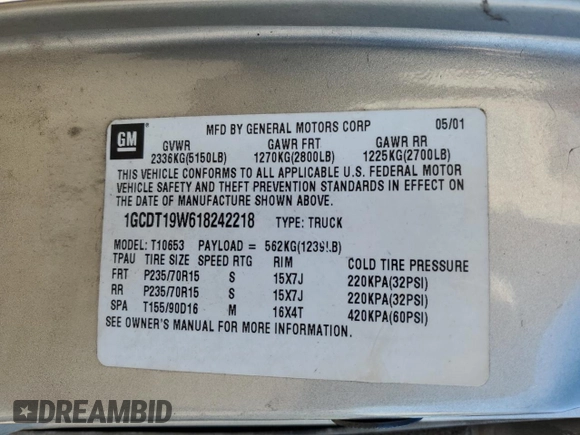 MFD BY GENERAL MOTORS CORP 05/01
GM
GVWR GAWR FRT GAWR RR
2336KG(5150LB) 1270KG(2800LB) 1225KG(2700LB)
THIS VEHICLE CONFORMS TO ALL APPLICABLE U.S. FEDERAL MOTOR
VEHICLE SAFETY AND THEFT PREVENTION STANDARDS IN EFFECT ON
THE DATE OF MANUFACTURE SHOWN ABOVE.
1GCDT19W618242218 TYPE: TRUCK
MODEL: T10653 PAYLOAD = 562KG(1239LB)
TPAU TIRE SIZE SPEED RTG RIM COLD TIRE PRESSURE
FRT P235/70R15 S 15X7J 220KPA(32PSI)
RR P235/70R15 S 15X7J 220KPA(32PSI)
SPA T155/90D16 M 16X4T 420KPA(60PSI)
SEE OWNER'S MANUAL FOR MORE INFORMATION.
DREAMBID